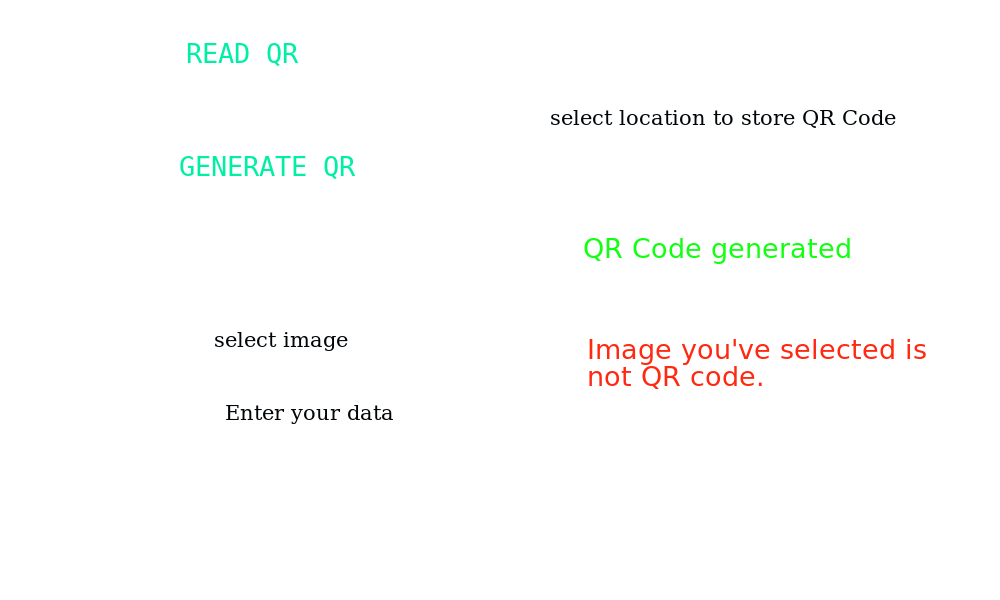 READ QR
select location to store QR Code
GENERATE QR
QR Code generated
select image
Image you've selected is
not QR code.
Enter your data